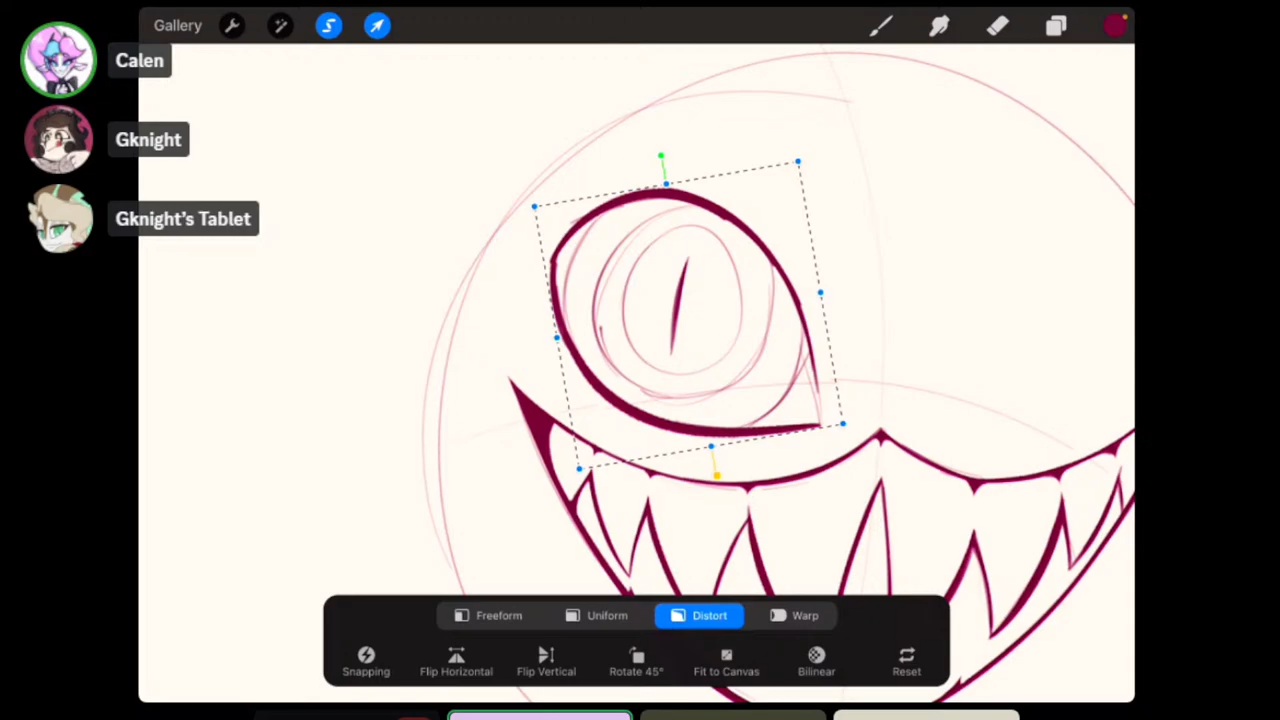 Gallery
Calen
Gknight
Gknight's Tablet
Freeform Uniform Distort Warp
Snapping Flip Horizontal Flip Vertical Rotate 45° Fit to Canvas Bilinear Reset